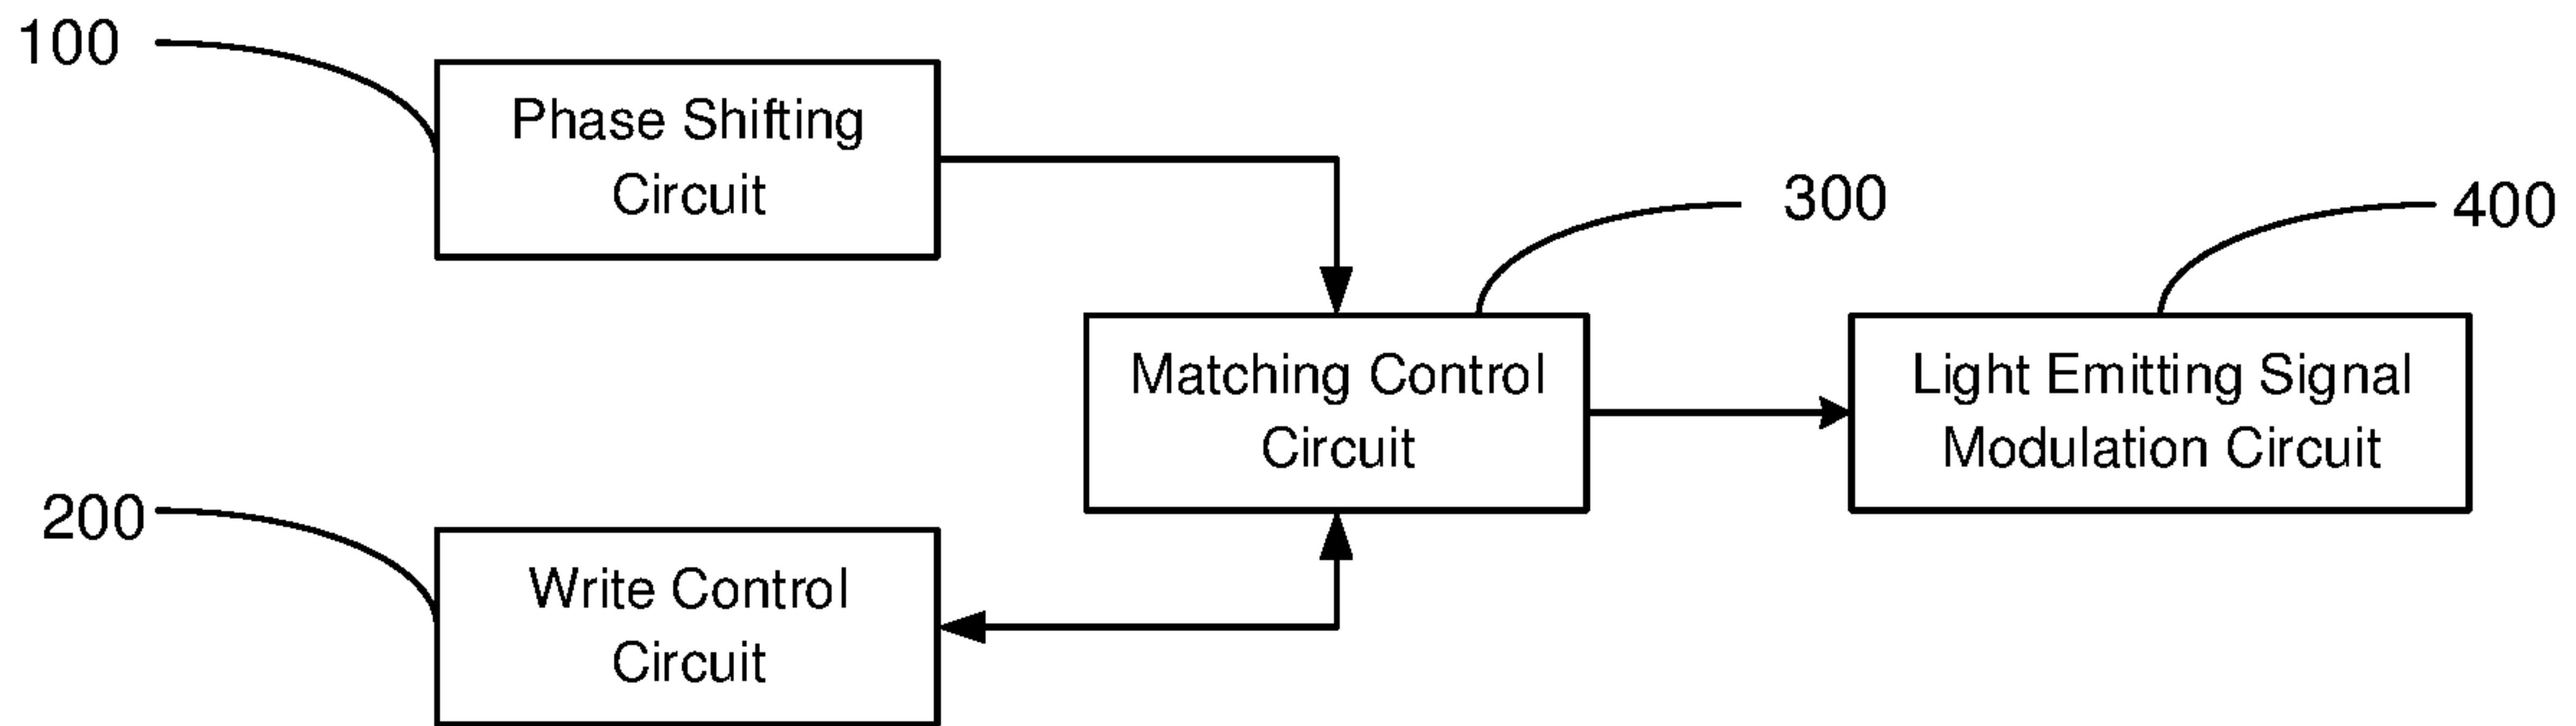 100
Phase Shifting
Circuit
300
400
Matching Control
Circuit
Light Emitting Signal
Modulation Circuit
200
Write Control
Circuit